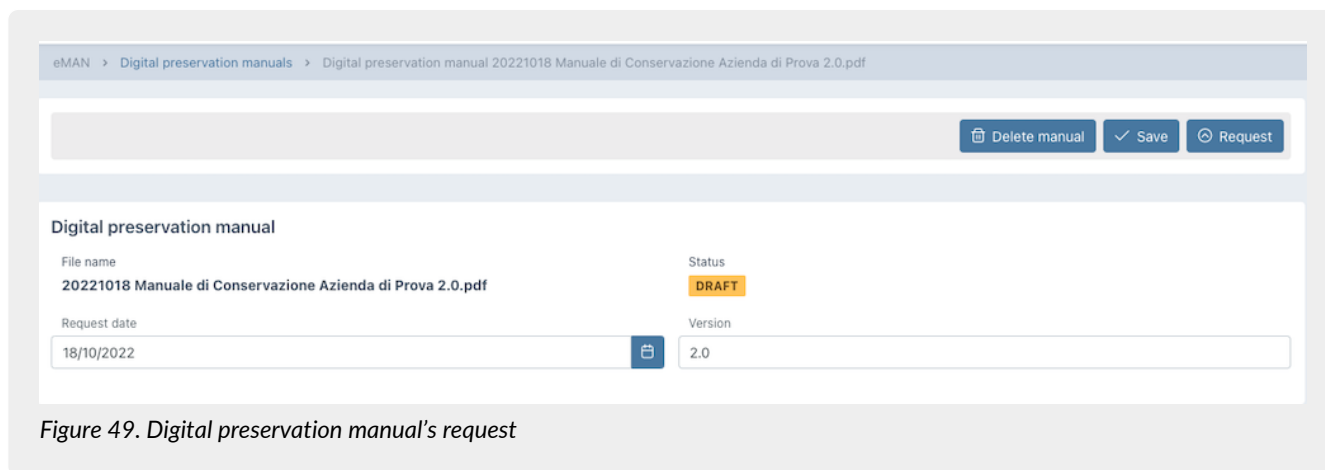 eMAN > Digital preservation manuals > Digital preservation manual 20221018 Manuale di Conservazione Azienda di Prova 2.0.pdf
Delete manual Save Request
Digital preservation manual
File name Status
20221018 Manuale di Conservazione Azienda di Prova 2.0.pdf DRAFT
Request date Version
18/10/2022 2.0
Figure 49. Digital preservation manual's request